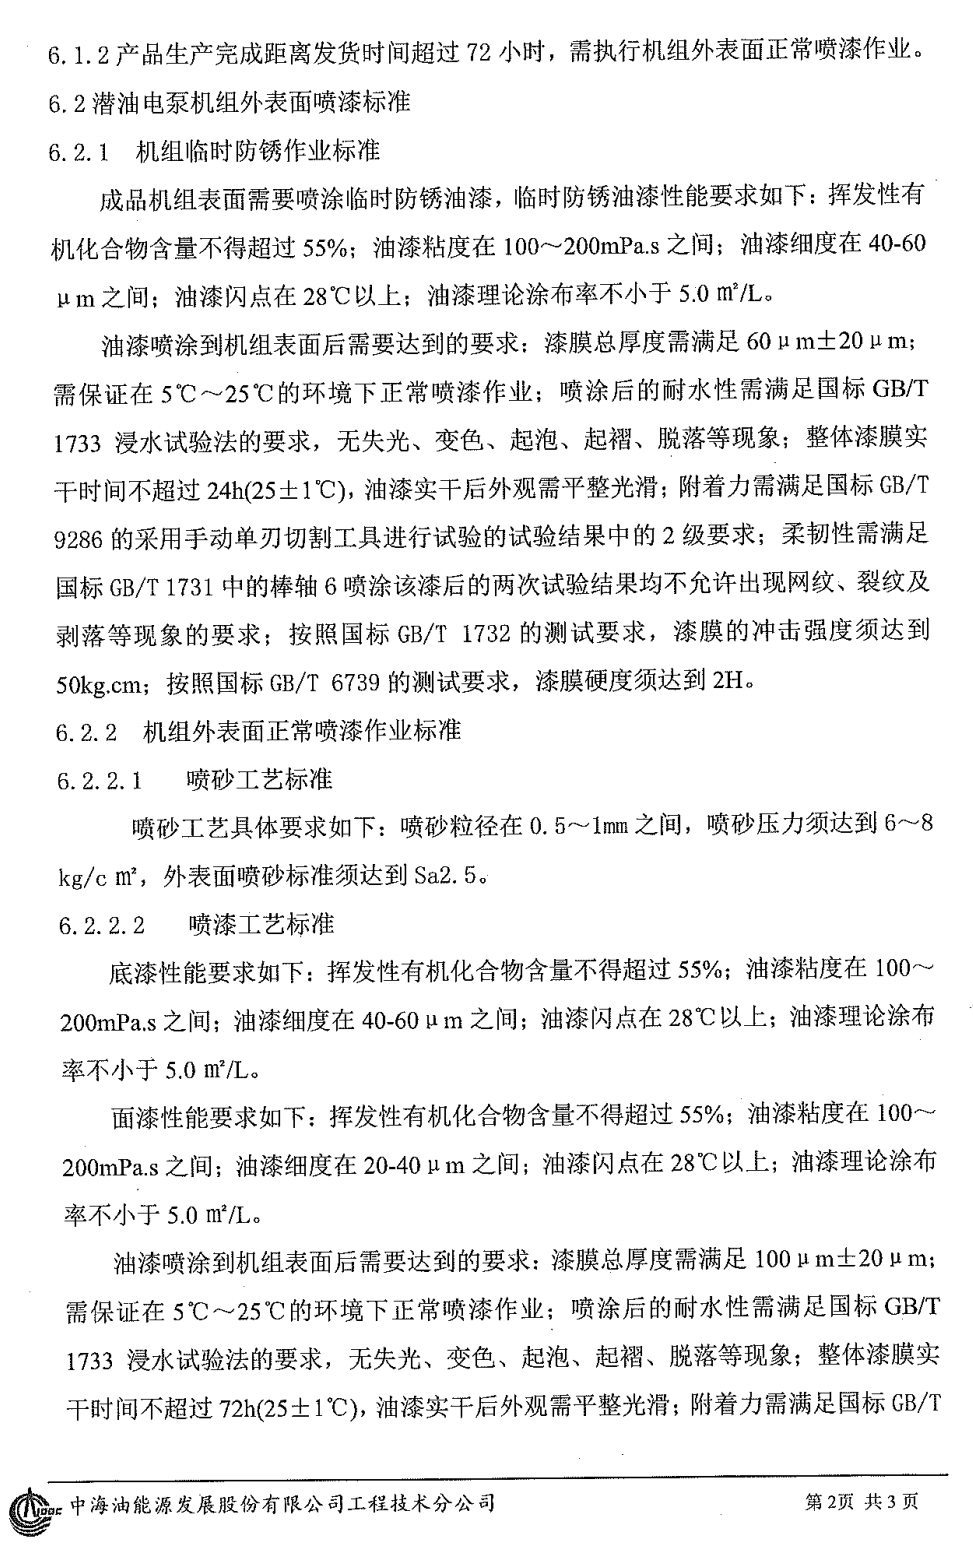 6.1.2产品生产完成距离发货时间超过 72 小时，需执行机组外表面正常喷漆作业。
6.2潜油电泵机组外表面喷漆标准
6.2.1 机组临时防锈作业标准
成品机组表面需要喷涂临时防锈油漆，临时防锈油漆性能要求如下：挥发性有
机化合物含量不得超过 55%；油漆粘度在 100～200mPa.s 之间；油漆细度在 40-60
μm 之间；油漆闪点在 28℃以上；油漆理论涂布率不小于 5.0 ㎡/L。
油漆喷涂到机组表面后需要达到的要求：漆膜总厚度需满足 60μm±20μm；
需保证在 5℃～25℃的环境下正常喷漆作业；喷涂后的耐水性需满足国标 GB/T
1733 浸水试验法的要求，无失光、变色、起泡、起褶、脱落等现象；整体漆膜实
干时间不超过 24h(25±1℃)，油漆实干后外观需平整光滑；附着力需满足国标 GB/T
9286 的采用手动单刃切割工具进行试验的试验结果中的 2 级要求；柔韧性需满足
国标 GB/T 1731 中的棒轴 6 喷涂该漆后的两次试验结果均不允许出现网纹、裂纹及
剥落等现象的要求；按照国标 GB/T 1732 的测试要求，漆膜的冲击强度须达到
50kg.cm；按照国标 GB/T 6739 的测试要求，漆膜硬度须达到 2H。
6.2.2 机组外表面正常喷漆作业标准
6.2.2.1 喷砂工艺标准
喷砂工艺具体要求如下：喷砂粒径在 0.5～1mm 之间，喷砂压力须达到 6～8
kg/c ㎡，外表面喷砂标准须达到 Sa2.5。
6.2.2.2 喷漆工艺标准
底漆性能要求如下：挥发性有机化合物含量不得超过 55%；油漆粘度在 100～
200mPa.s 之间；油漆细度在 40-60μm 之间；油漆闪点在 28℃以上；油漆理论涂布
率不小于 5.0 ㎡/L。
面漆性能要求如下：挥发性有机化合物含量不得超过 55%；油漆粘度在 100～
200mPa.s 之间；油漆细度在 20-40μm 之间；油漆闪点在 28℃以上；油漆理论涂布
率不小于 5.0 ㎡/L。
油漆喷涂到机组表面后需要达到的要求：漆膜总厚度需满足 100μm±20μm；
需保证在 5℃～25℃的环境下正常喷漆作业；喷涂后的耐水性需满足国标 GB/T
1733 浸水试验法的要求，无失光、变色、起泡、起褶、脱落等现象；整体漆膜实
干时间不超过 72h(25±1℃)，油漆实干后外观需平整光滑；附着力需满足国标 GB/T
中海油能源发展股份有限公司工程技术分公司 第2页 共3页